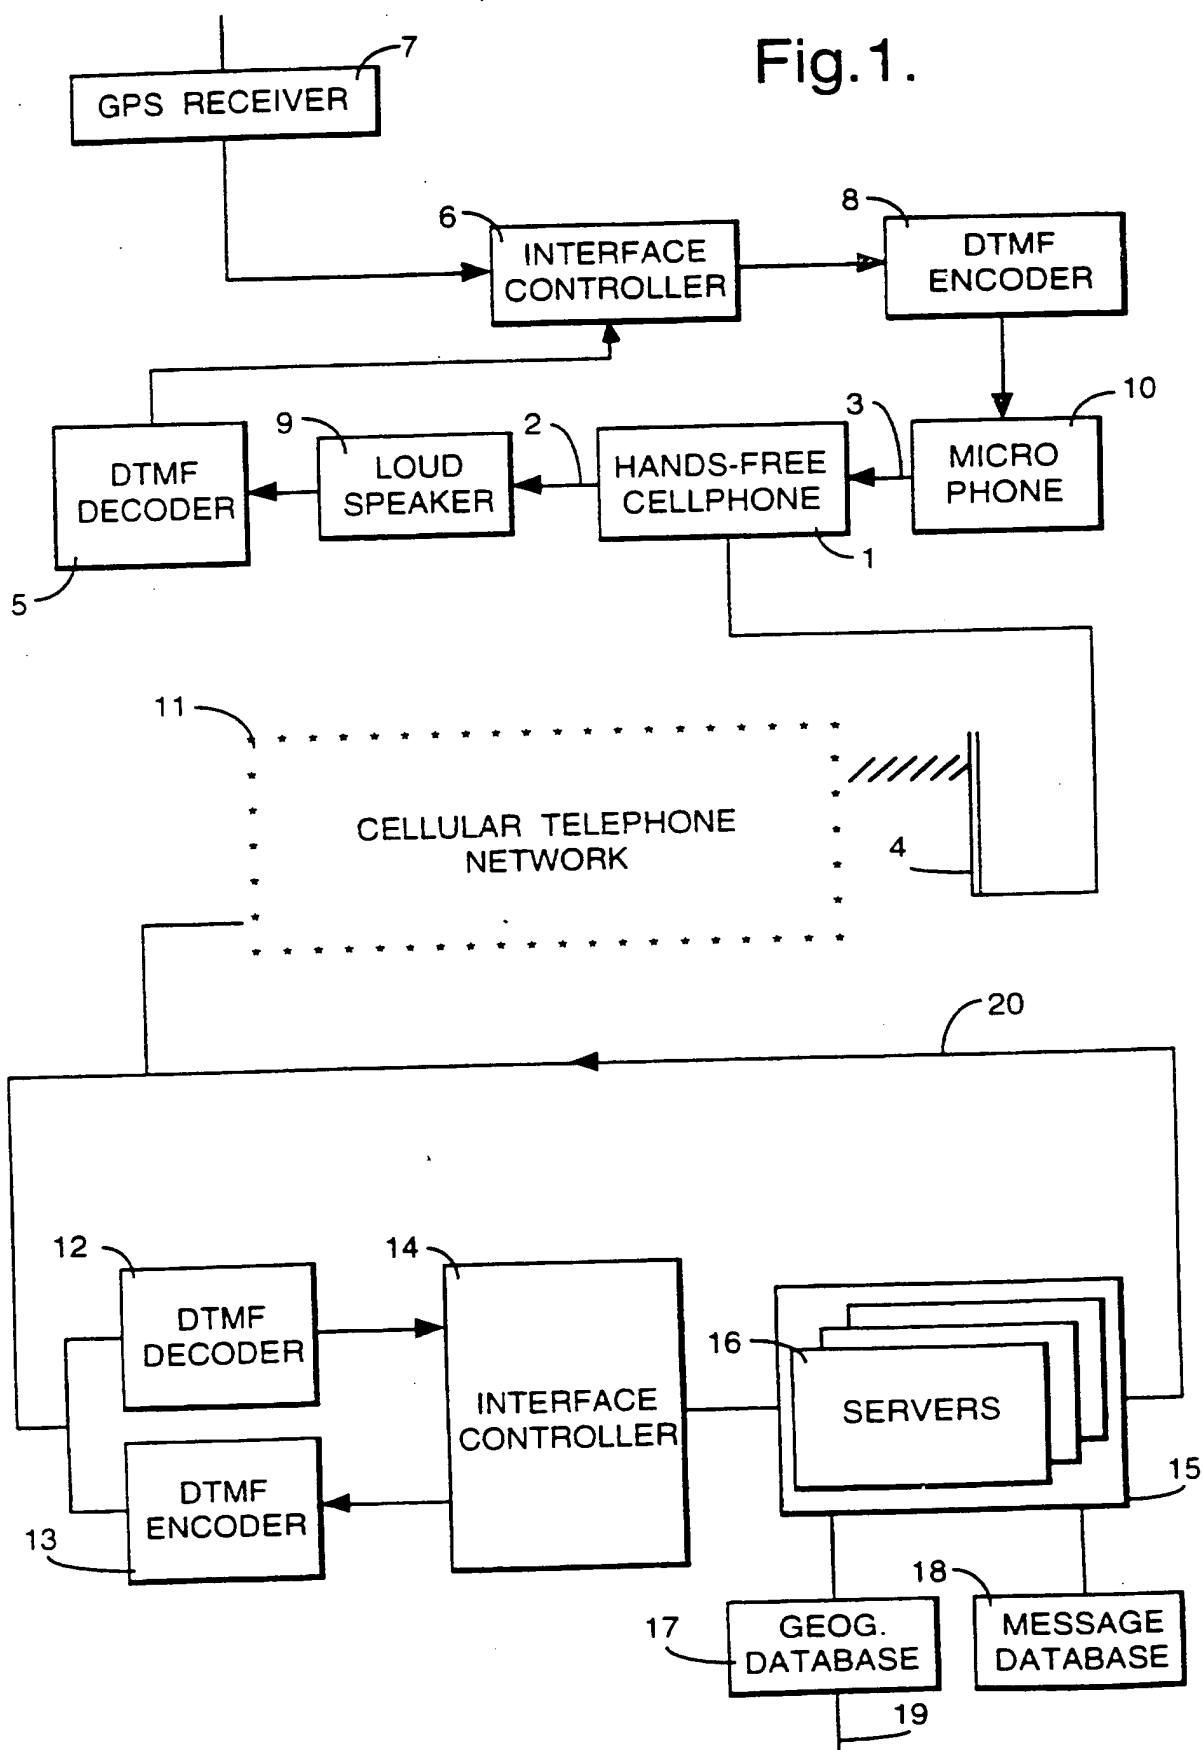 Fig.1.
7
GPS RECEIVER
6
INTERFACE
CONTROLLER
8
DTMF
ENCODER
5
DTMF
DECODER
9
LOUD
SPEAKER
2
HANDS-FREE
CELLPHONE
1
3
10
MICRO
PHONE
11
CELLULAR TELEPHONE
NETWORK
4
20
12
DTMF
DECODER
13
DTMF
ENCODER
14
INTERFACE
CONTROLLER
16
SERVERS
15
17
GEOG.
DATABASE
18
MESSAGE
DATABASE
19